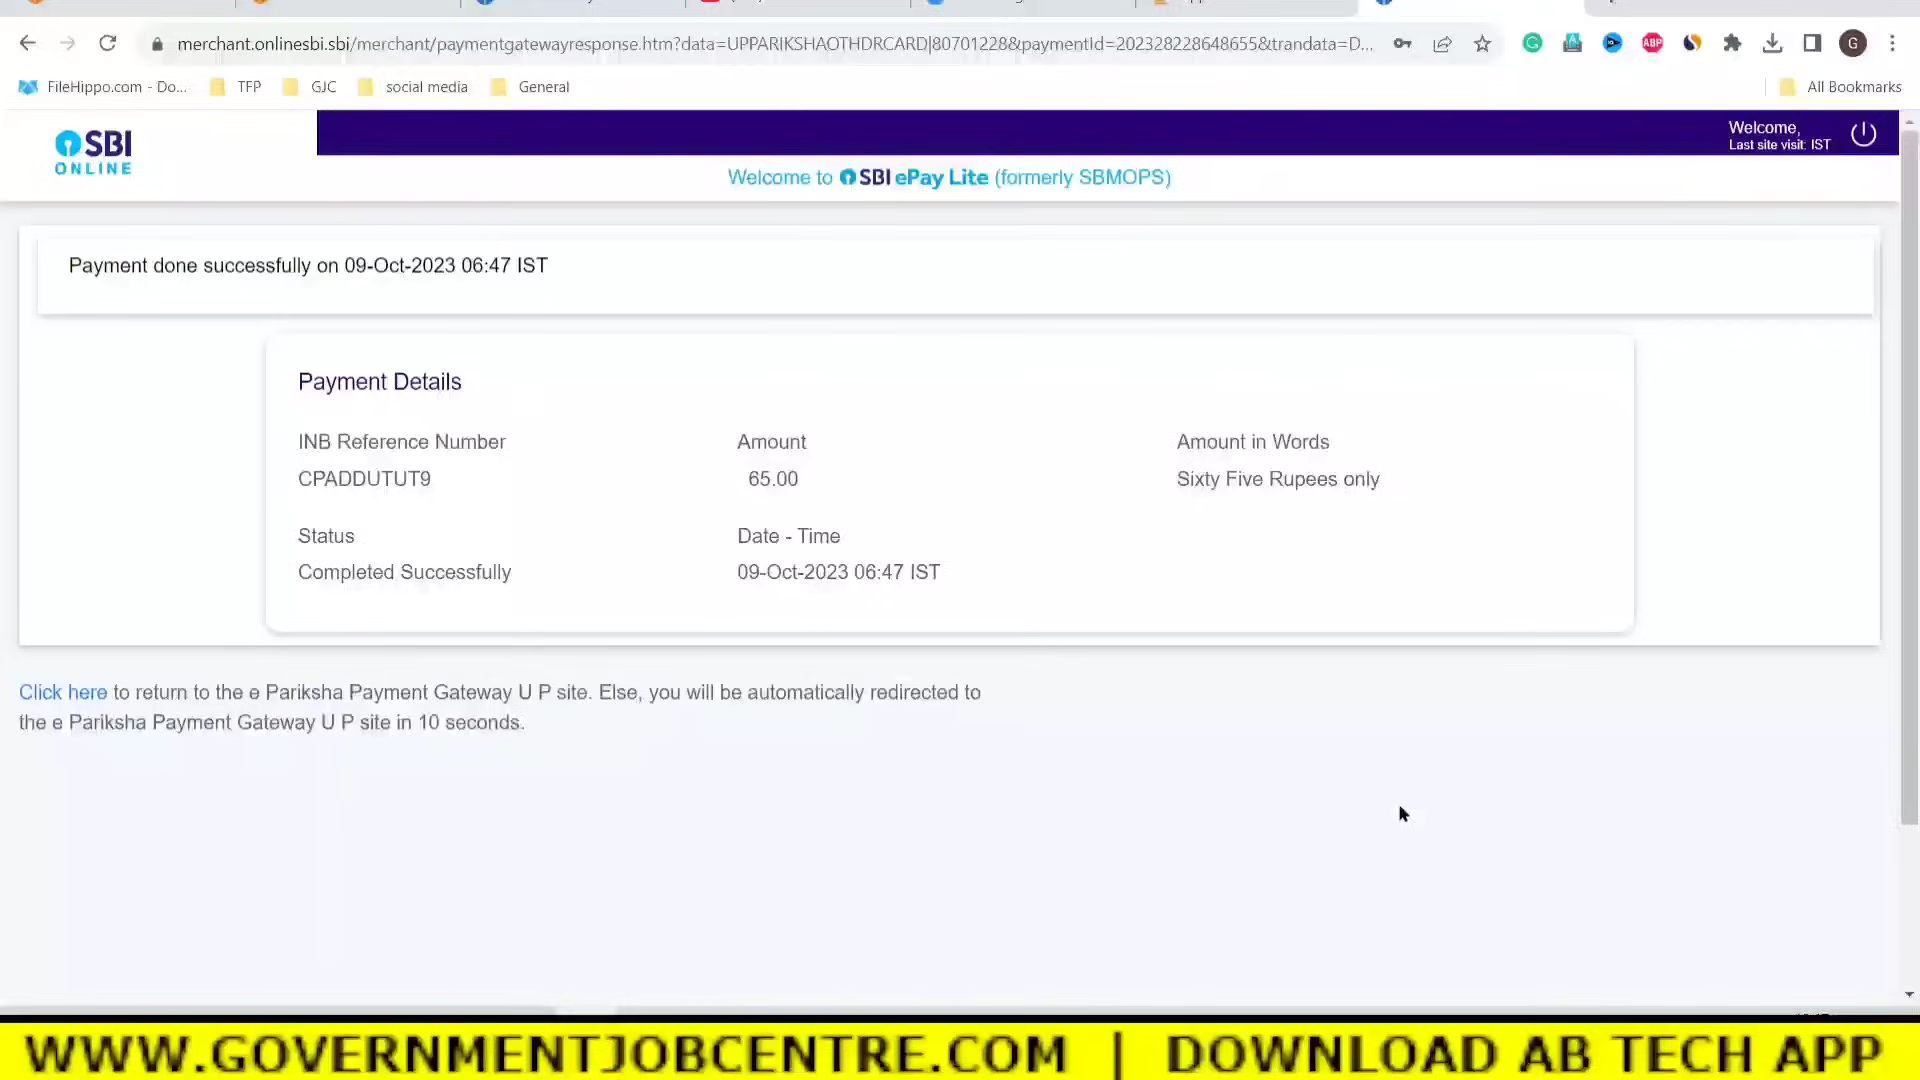 merchant.onlinesbi.sbi/merchant/paymentgatewayresponse.htm?data=UPPARIKSHAOTHDRCARD|80701228&paymentId=202328228648655&trandata=D...
ABP
G
FileHippo.com - Do...
TFP
GJC
social media
General
All Bookmarks
SBI
ONLINE
Welcome,
Last site visit: IST
Welcome to SBI ePay Lite (formerly SBMOPS)
Payment done successfully on 09-Oct-2023 06:47 IST
Payment Details
INB Reference Number
Amount
Amount in Words
CPADDUTUT9
65.00
Sixty Five Rupees only
Status
Date - Time
Completed Successfully
09-Oct-2023 06:47 IST
Click here to return to the e Pariksha Payment Gateway U P site. Else, you will be automatically redirected to
the e Pariksha Payment Gateway U P site in 10 seconds.
WWW.GOVERNMENTJOBCENTRE.COM | DOWNLOAD AB TECH APP